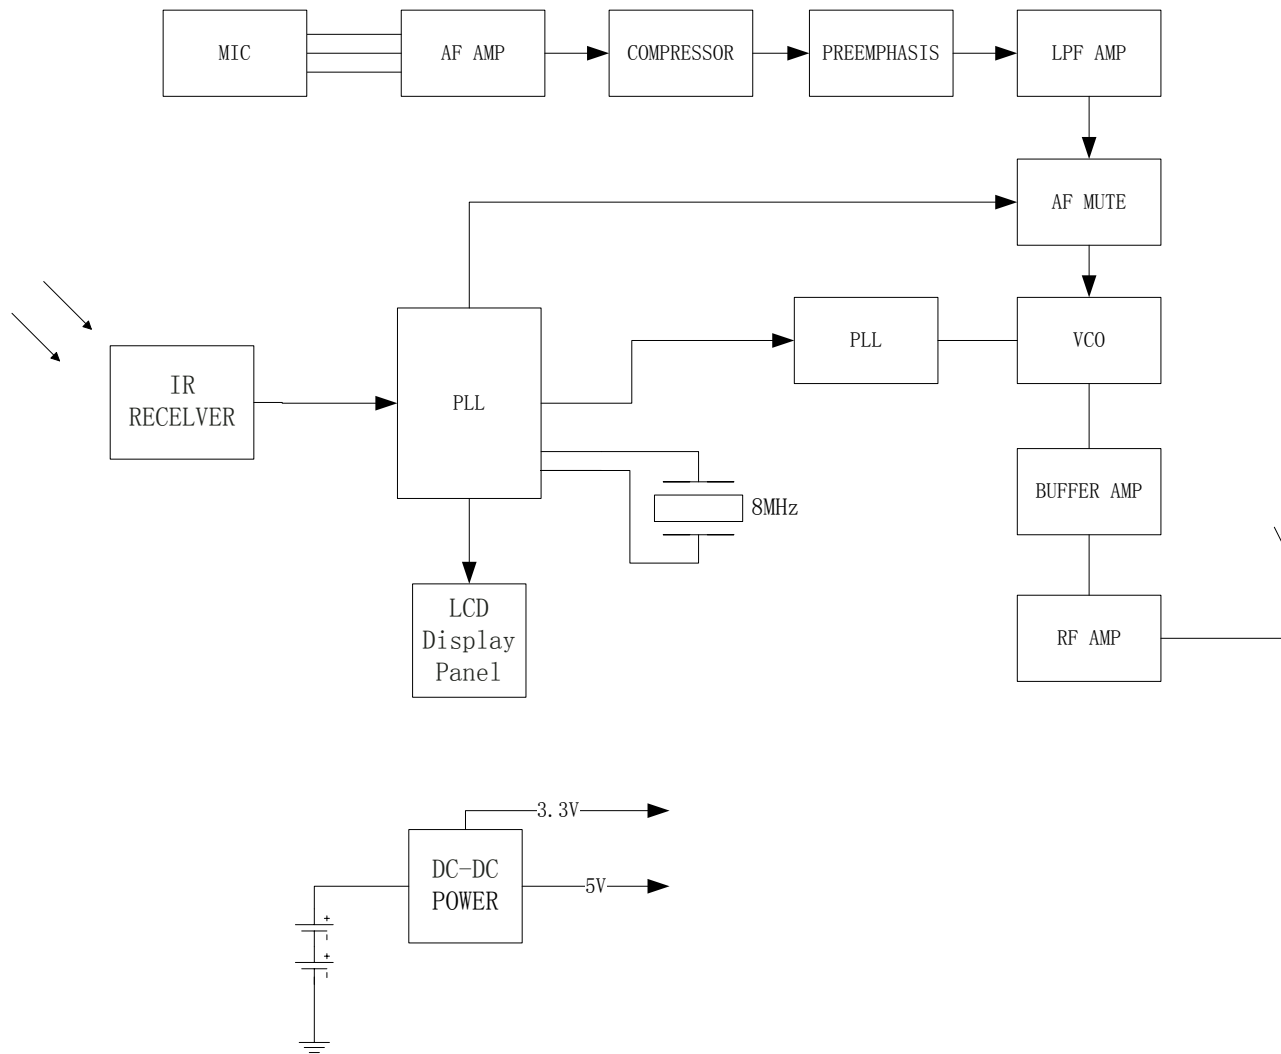 MIC
AF AMP
COMPRESSOR
PREEMPHASIS
LPF AMP
AF MUTE
PLL
VCO
IR
RECELVER
PLL
BUFFER AMP
8MHz
LCD
Display
Panel
RF AMP
3.3V
DC-DC
POWER
5V
+
-
+
-